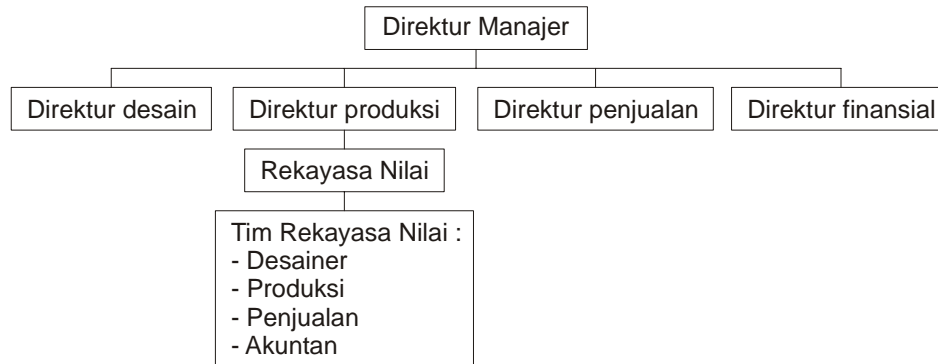 Direktur Manajer
Direktur desain
Direktur produksi
Direktur penjualan
Direktur finansial
Rekayasa Nilai
Tim Rekayasa Nilai :
- Desainer
- Produksi
- Penjualan
- Akuntan